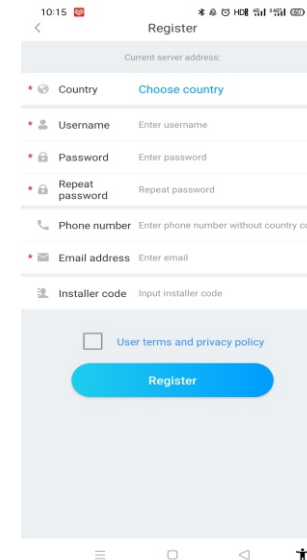 10:15
Register
Current server address:
* Country Choose country
* Username Enter username
* Password Enter password
* Repeat password Repeat password
Phone number Enter phone number without country
* Email address Enter email
Installer code Input installer code
User terms and privacy policy
Register